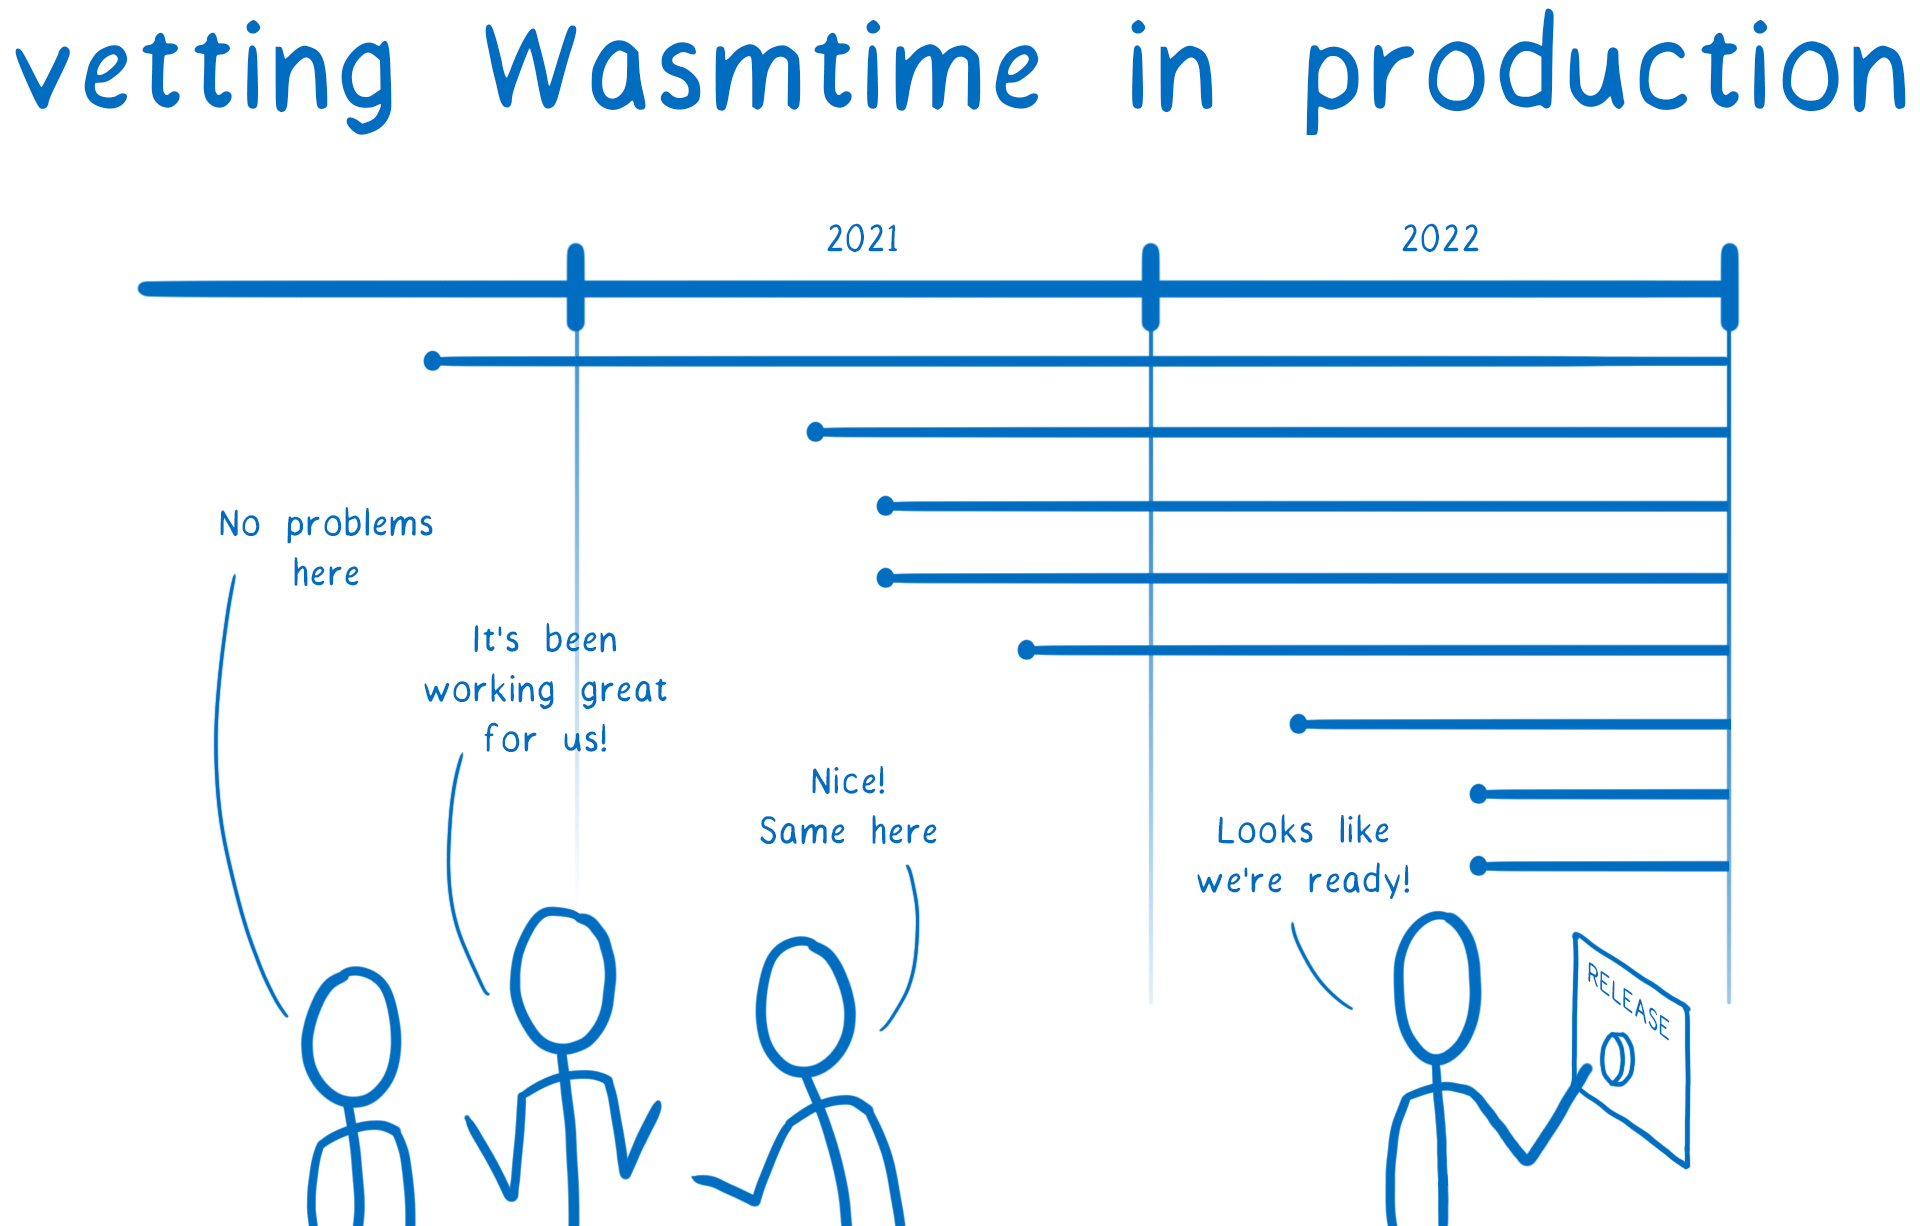 vetting Wasmtime in production
2021
2022
No problems
here
It's been
working great
for us!
Nice!
Same here
Looks like
we're ready!
RELEASE